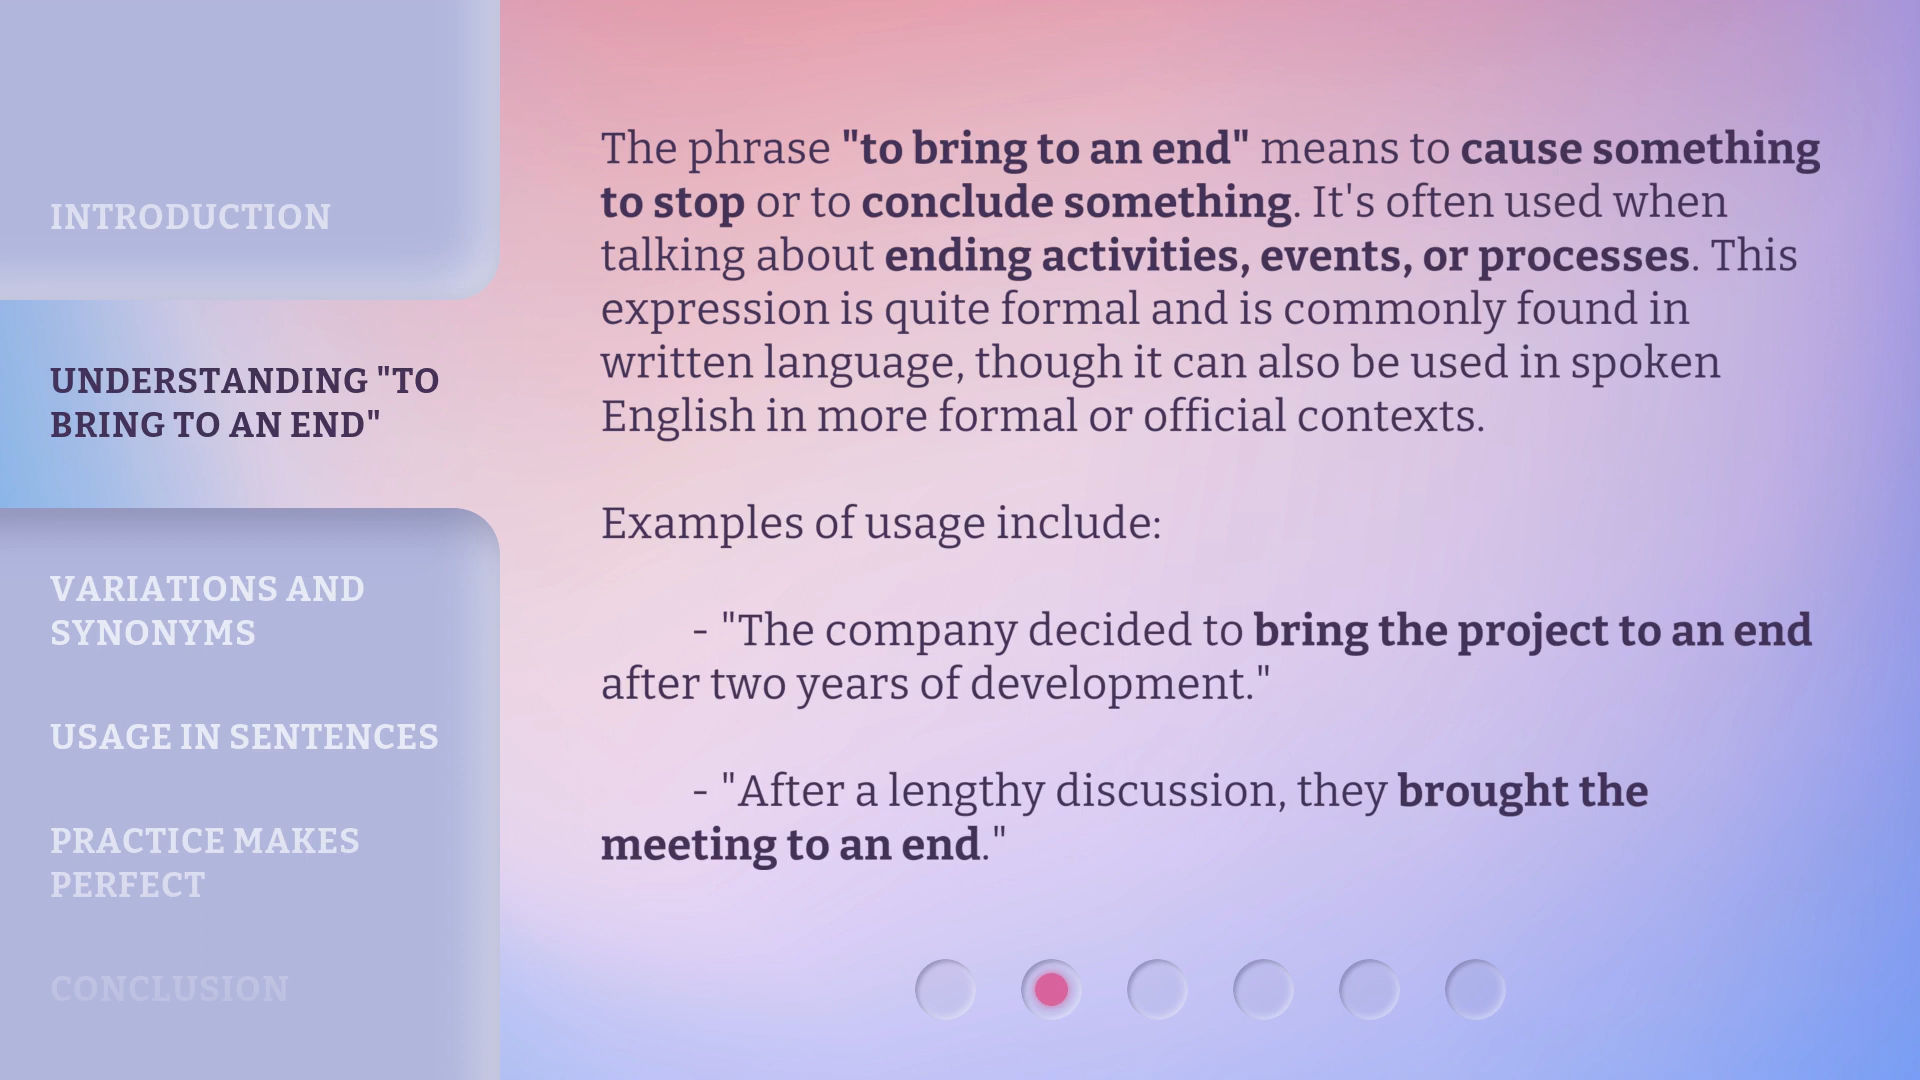 INTRODUCTION
UNDERSTANDING "TO
BRING TO AN END"
VARIATIONS AND
SYNONYMS
USAGE IN SENTENCES
PRACTICE MAKES
PERFECT
CONCLUSION
The phrase "to bring to an end" means to cause something
to stop or to conclude something. It's often used when
talking about ending activities, events, or processes. This
expression is quite formal and is commonly found in
written language, though it can also be used in spoken
English in more formal or official contexts.
Examples of usage include:
- "The company decided to bring the project to an end
after two years of development."
- "After a lengthy discussion, they brought the
meeting to an end."